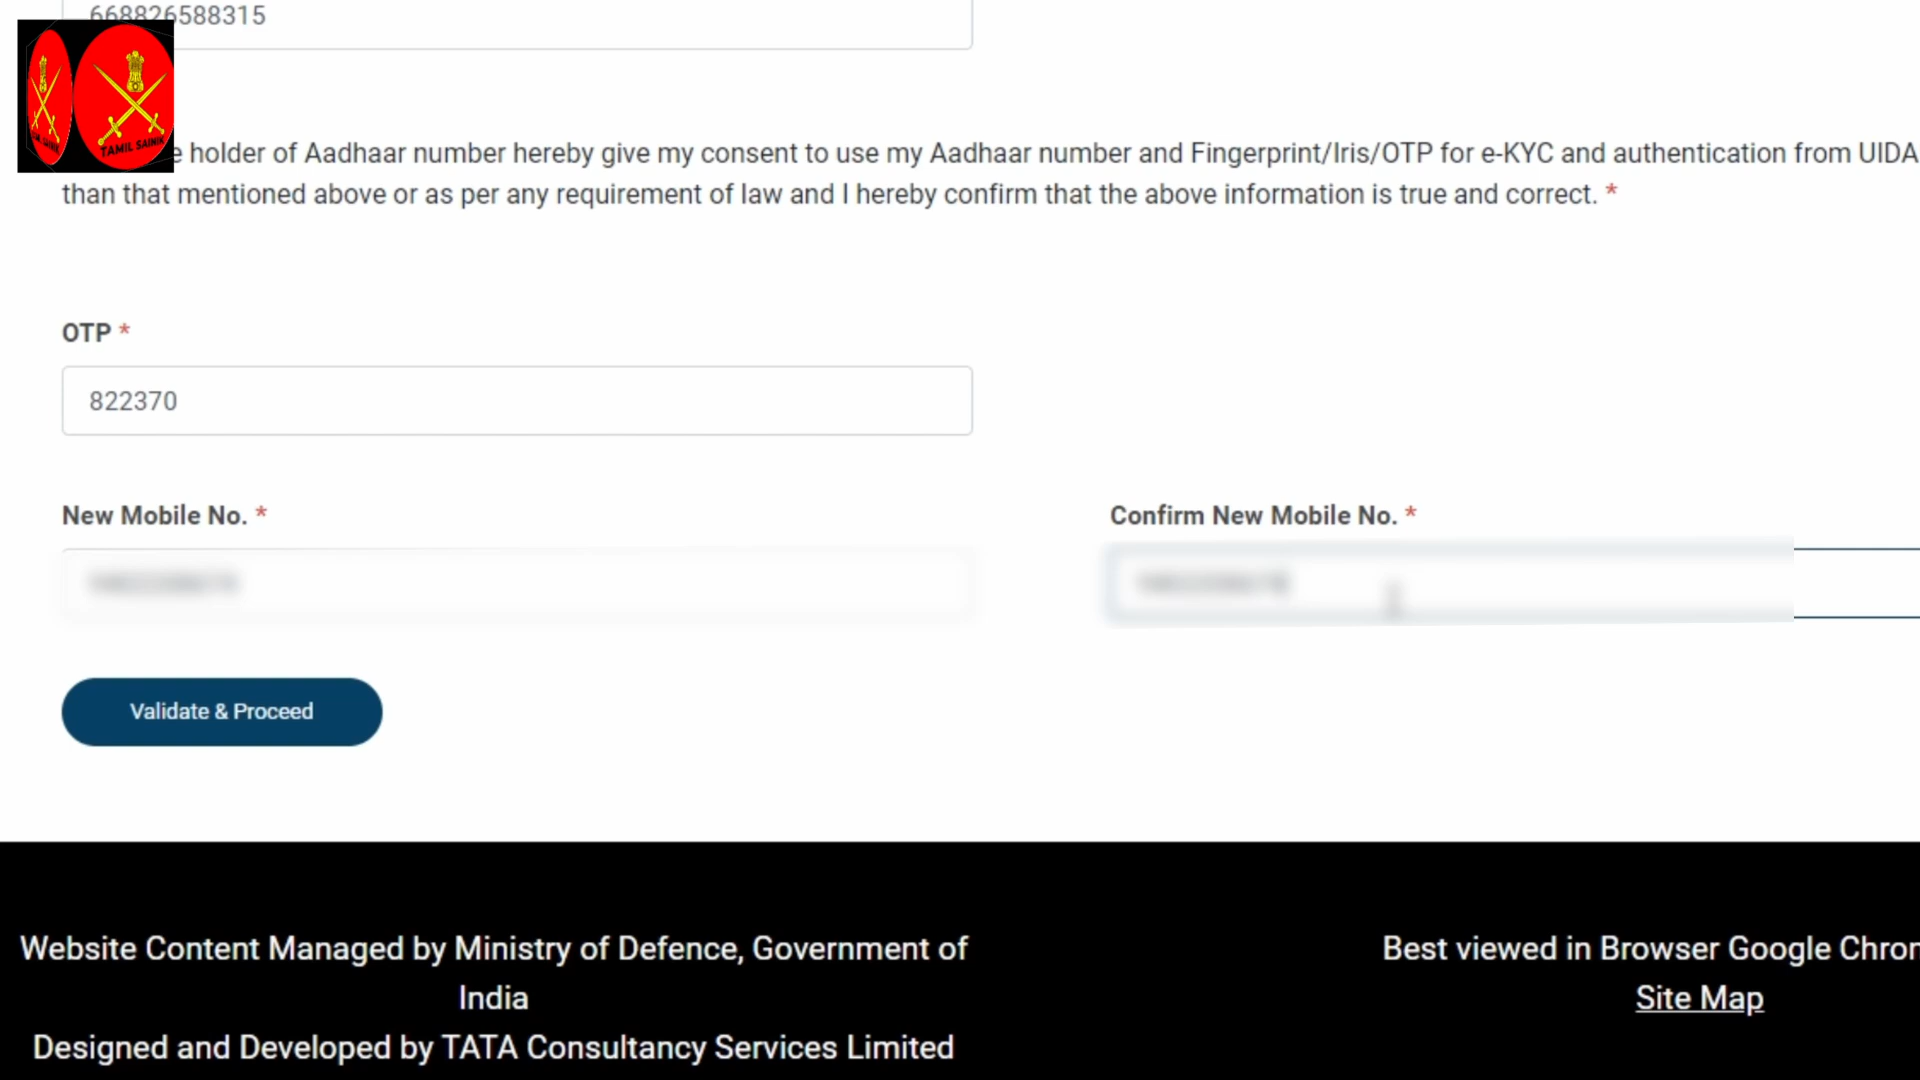 668826588315
TAMIL SAINIK
e holder of Aadhaar number hereby give my consent to use my Aadhaar number and Fingerprint/Iris/OTP for e-KYC and authentication from UIDA
than that mentioned above or as per any requirement of law and I hereby confirm that the above information is true and correct. *
OTP *
822370
New Mobile No. *
Confirm New Mobile No. *
Validate & Proceed
Website Content Managed by Ministry of Defence, Government of
India
Designed and Developed by TATA Consultancy Services Limited
Best viewed in Browser Google Chrom
Site Map